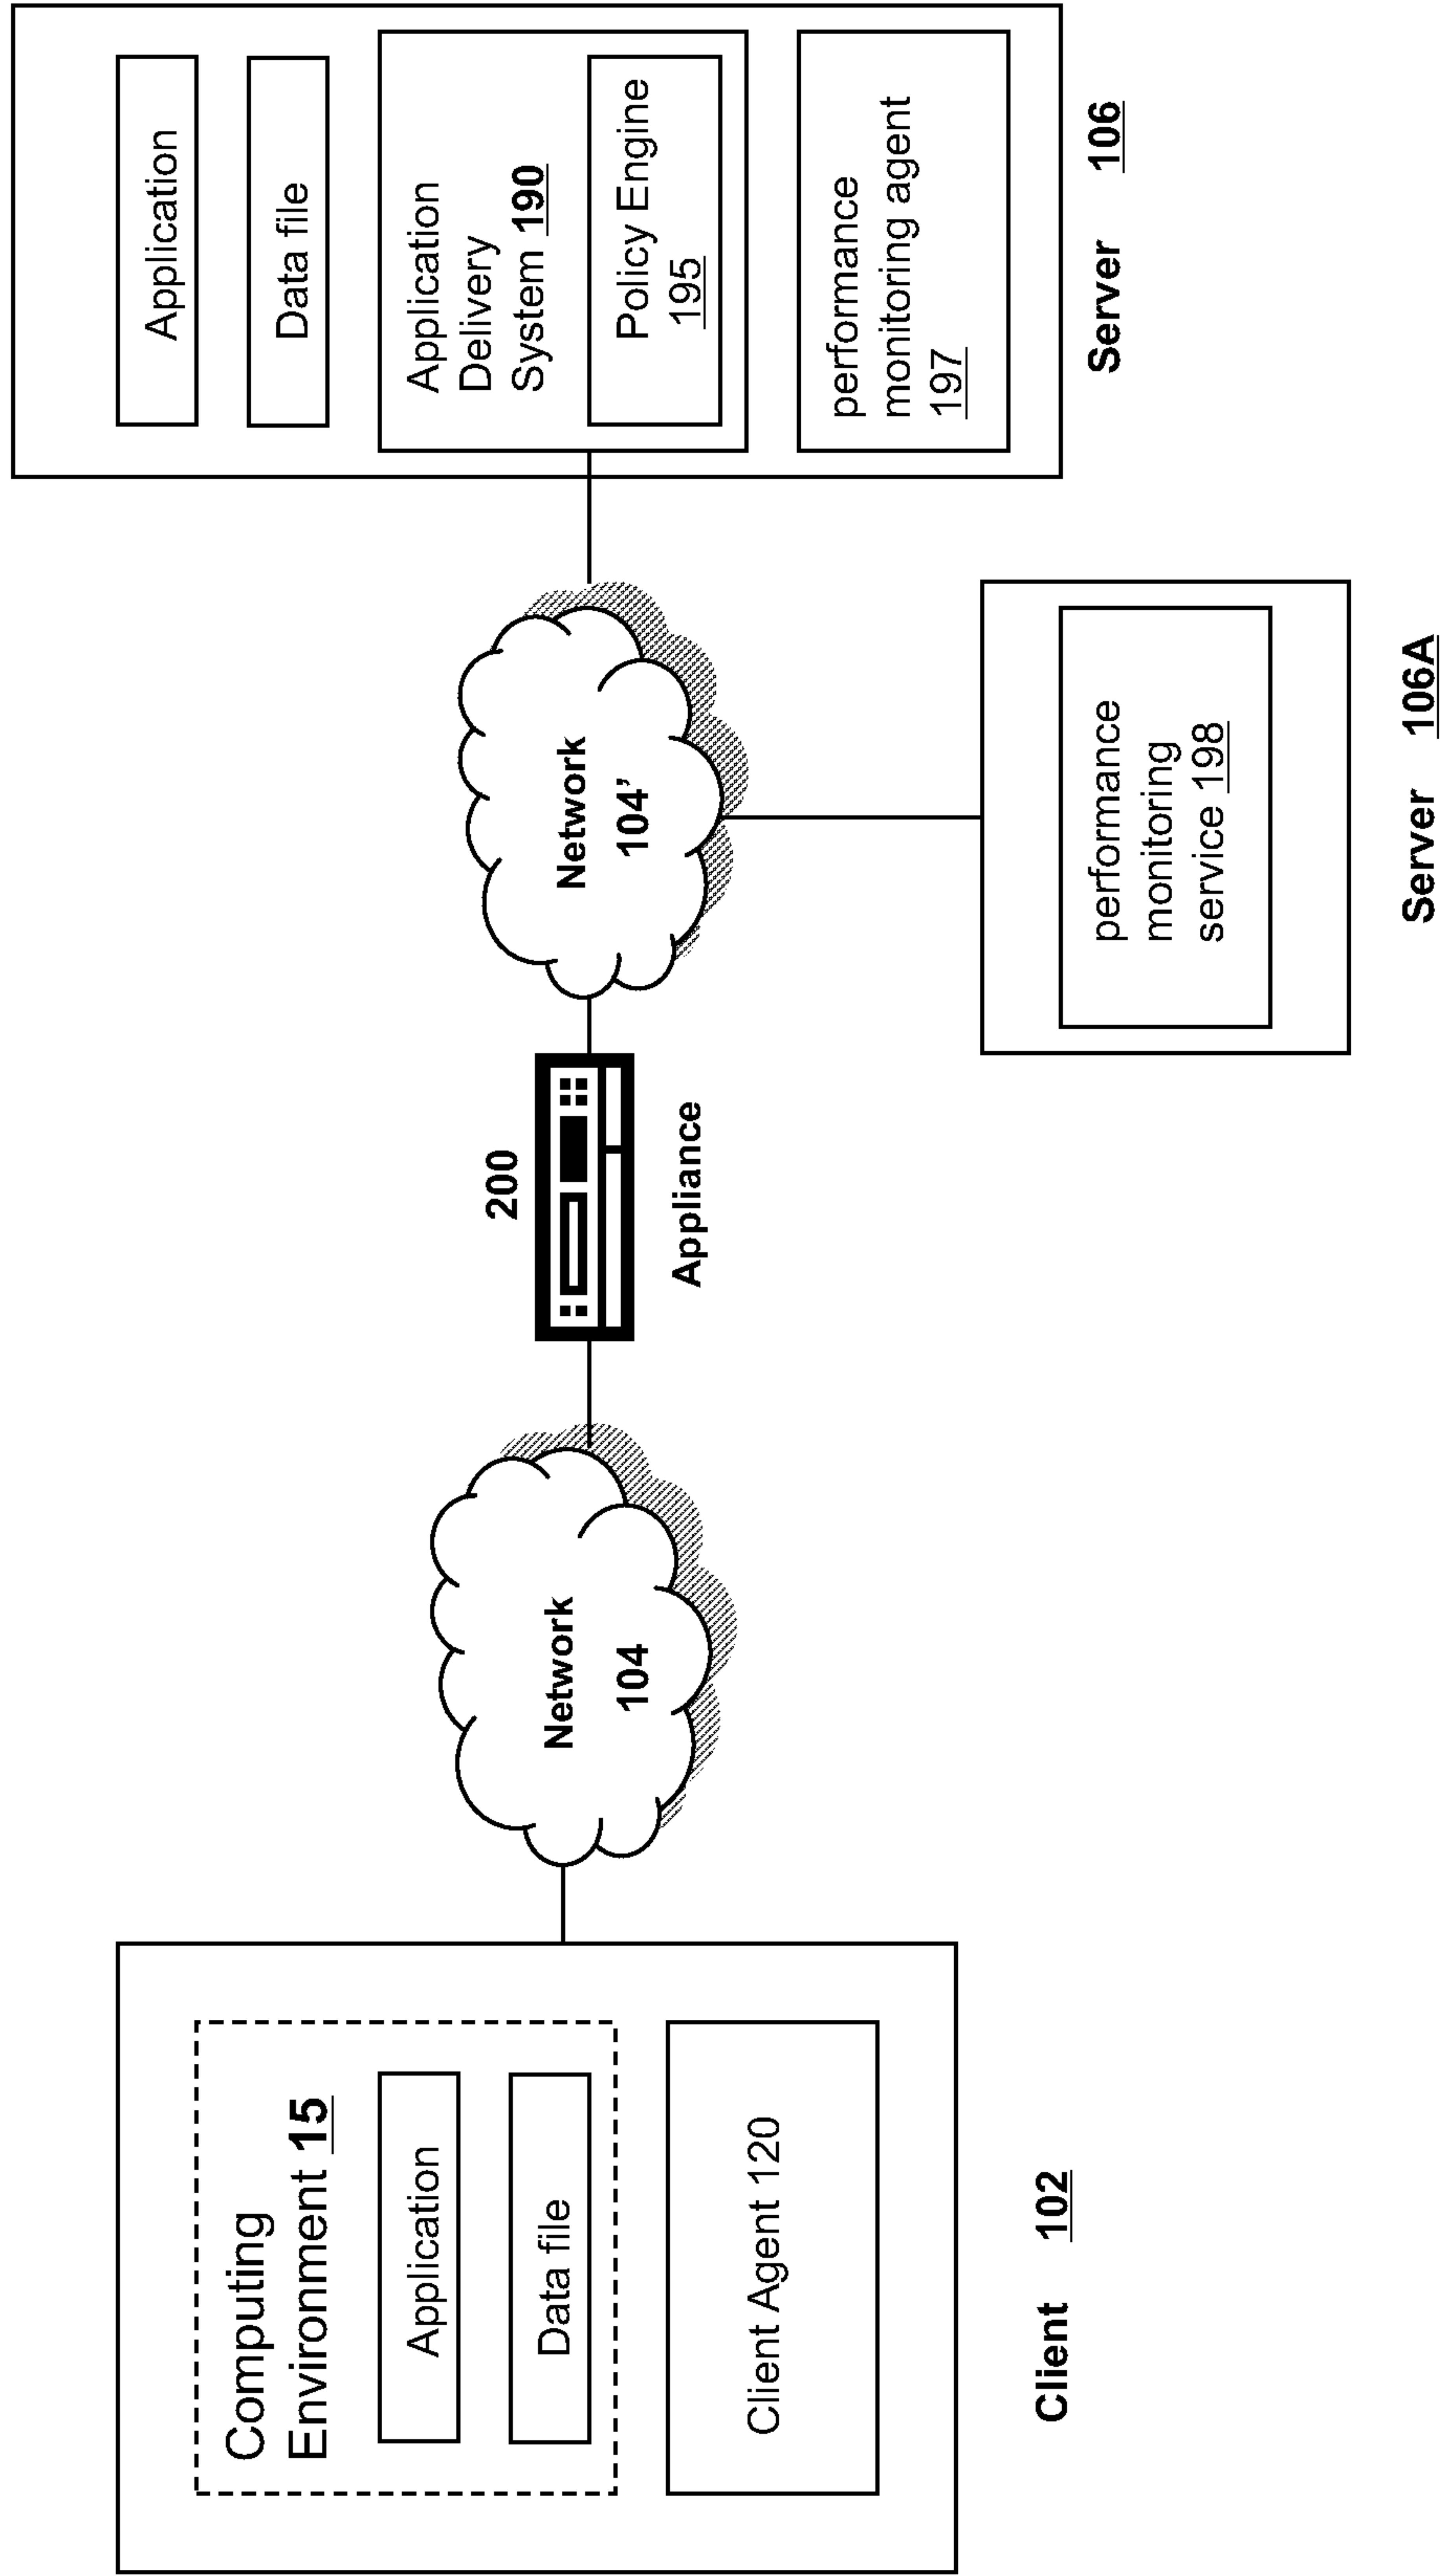 Computing
Environment 15
Application
Data file
Client Agent 120
Client 102
Network
104
200
Appliance
Network
104’
performance
monitoring
service 198
Server 106A
Application
Data file
Application
Delivery
System 190
Policy Engine
195
performance
monitoring agent
197
Server 106